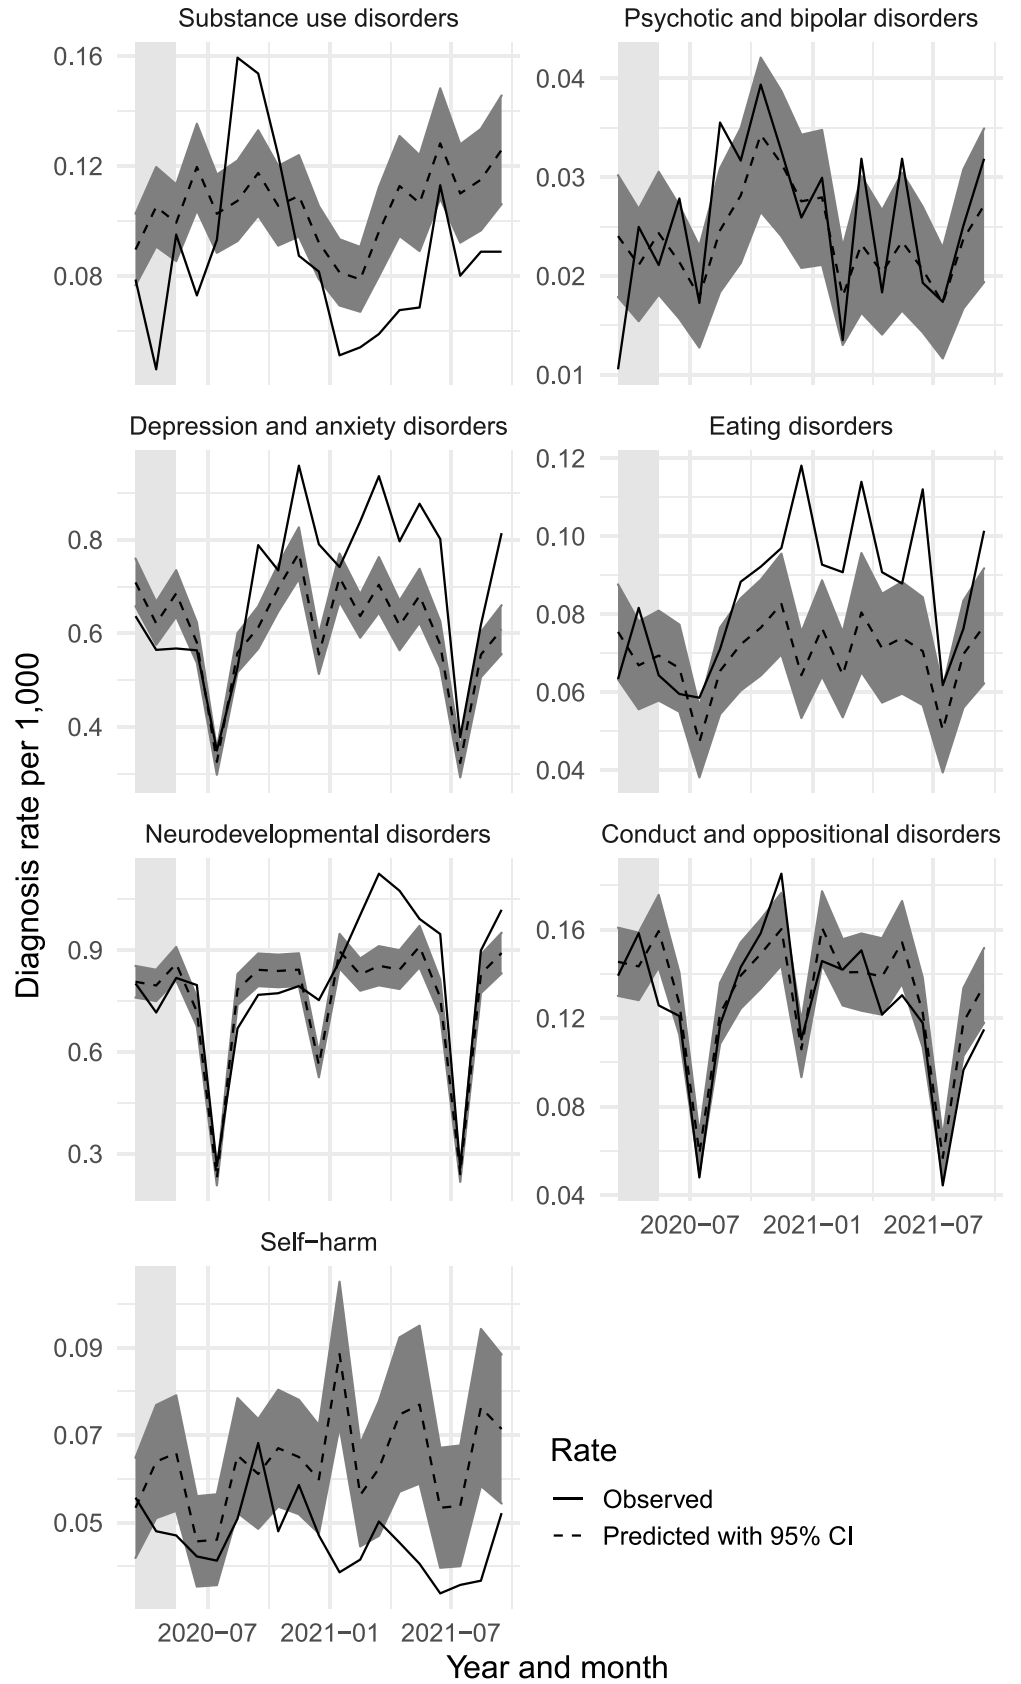 Substance use disorders
0.16
0.12
0.08
Psychotic and bipolar disorders
0.04
0.03
0.02
0.01
Depression and anxiety disorders
0.8
0.6
0.4
Eating disorders
0.12
0.10
0.08
0.06
0.04
Diagnosis rate per 1,000
Neurodevelopmental disorders
0.9
0.6
0.3
Conduct and oppositional disorders
0.16
0.12
0.08
0.04
2020−07 2021−01 2021−07
Self−harm
0.09
0.07
0.05
2020−07 2021−01 2021−07
Rate
Observed
Predicted with 95% CI
Year and month